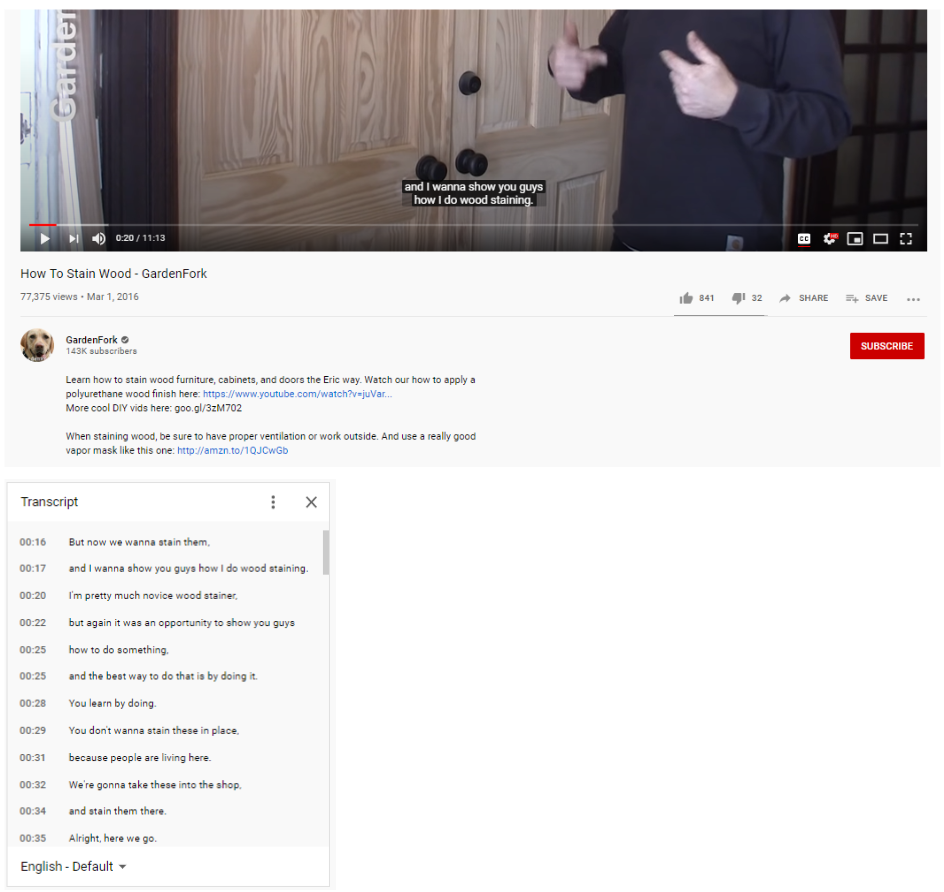 Garden
and I wanna show you guys
how I do wood staining.
0:20 / 11:13
CC
HD
How To Stain Wood - GardenFork
77,375 views • Mar 1, 2016
841
32
SHARE
SAVE
GardenFork
143K subscribers
SUBSCRIBE
Learn how to stain wood furniture, cabinets, and doors the Eric way. Watch our how to apply a
polyurethane wood finish here: https://www.youtube.com/watch?v=juVar...
More cool DIY vids here: goo.gl/3zM702
When staining wood, be sure to have proper ventilation or work outside. And use a really good
vapor mask like this one: http://amzn.to/1QJCwGb
Transcript
00:16 But now we wanna stain them,
00:17 and I wanna show you guys how I do wood staining.
00:20 I'm pretty much novice wood stainer,
00:22 but again it was an opportunity to show you guys
00:25 how to do something,
00:25 and the best way to do that is by doing it.
00:28 You learn by doing.
00:29 You don't wanna stain these in place,
00:31 because people are living here.
00:32 We're gonna take these into the shop,
00:34 and stain them there.
00:35 Alright, here we go.
English - Default